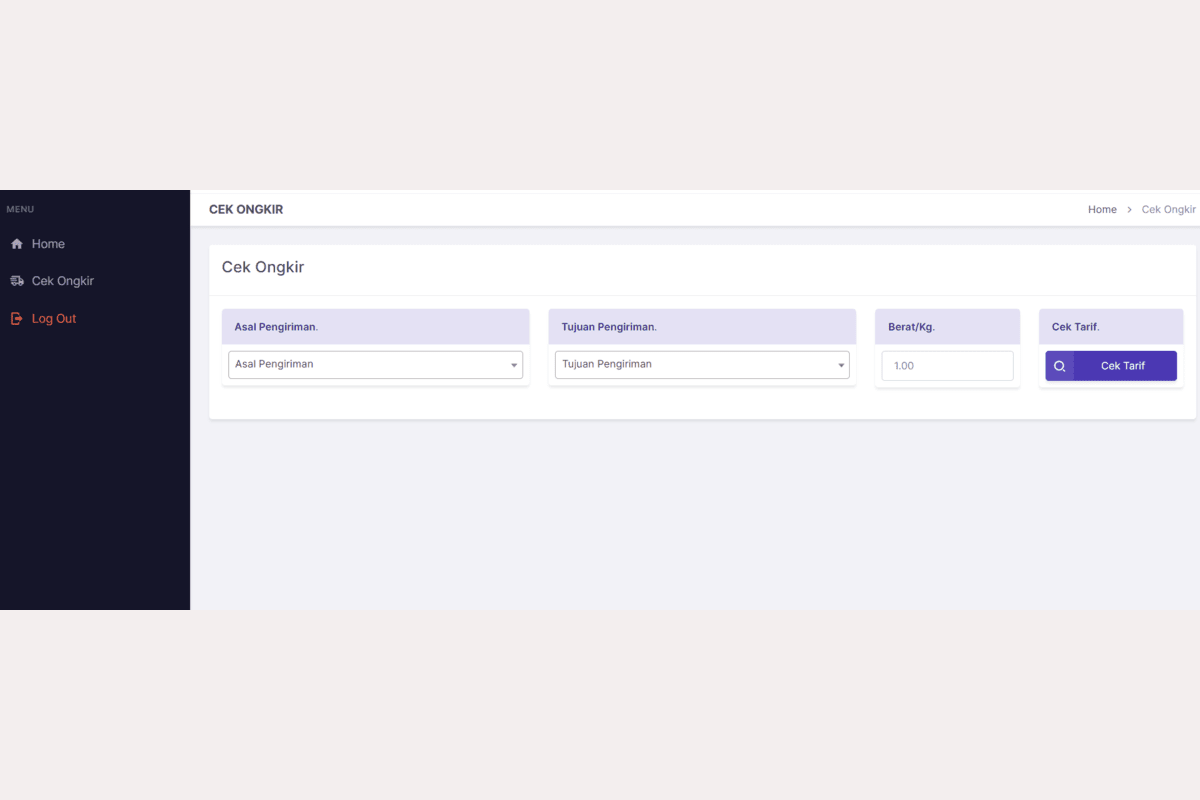 MENU
Home
Cek Ongkir
Log Out
CEK ONGKIR
Home > Cek Ongkir
Cek Ongkir
Asal Pengiriman.
Asal Pengiriman
Tujuan Pengiriman.
Tujuan Pengiriman
Berat/Kg.
1.00
Cek Tarif.
Cek Tarif